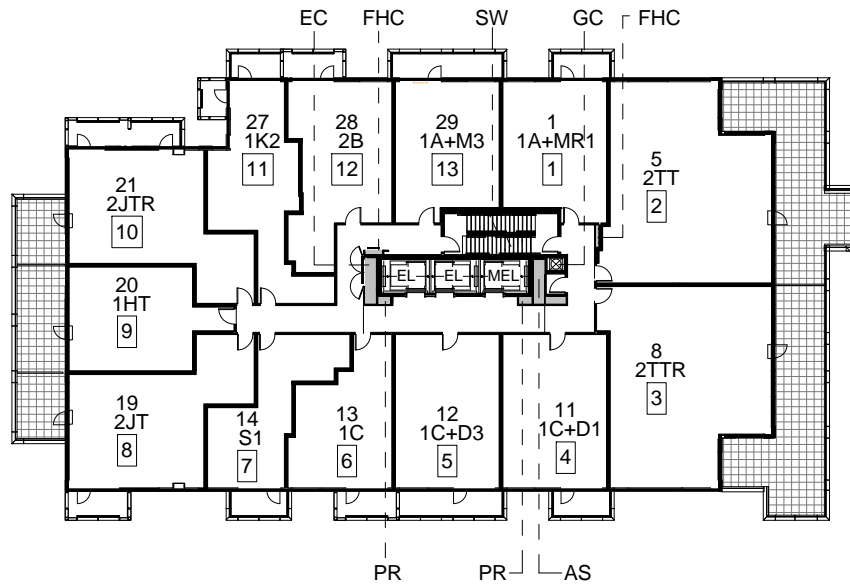 EC FHC SW GC FHC
27
1K2
11
28
2B
12
29
1A+M3
13
1
1A+MR1
1
5
2TT
2
21
2JTR
10
EL EL MEL
20
1HT
9
8
2TTR
3
19
2JT
8
14
S1
7
13
1C
6
12
1C+D3
5
11
1C+D1
4
PR PR AS